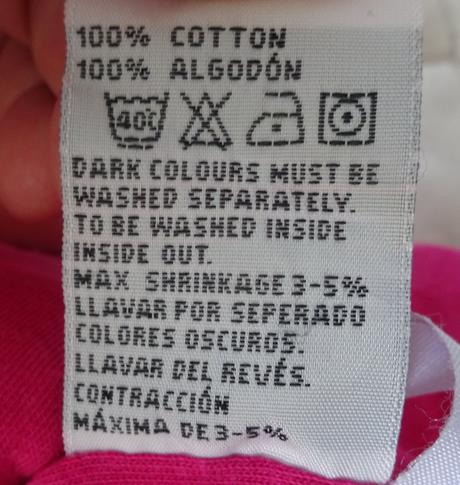 100% COTTON
100% ALGODÓN
40C
DARK COLOURS MUST BE
WASHED SEPARATELY.
TO BE WASHED INSIDE
INSIDE OUT.
MAX SHRINKAGE 3-5%
LLAVAR POR SEPERADO
COLORES OSCUROS.
LLAVAR DEL REVÉS.
CONTRACCIÓN
MÁXIMA DE 3-5%